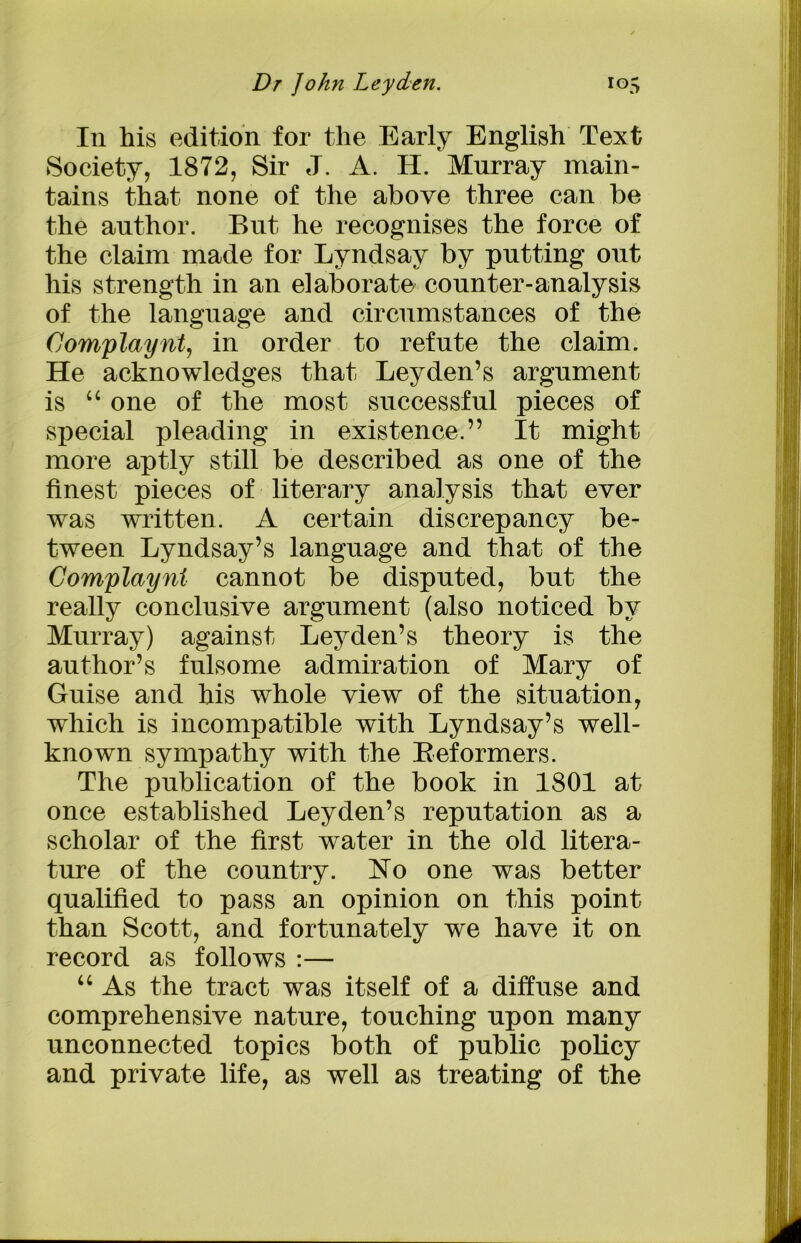 Dr John Leyden. 105
In his edition for the Early English Text
Society, 1872, Sir J. A. H. Murray main-
tains that none of the above three can be
the author. But he recognises the force of
the claim made for Lyndsay by putting out
his strength in an elaborate counter-analysis
of the language and circumstances of the
Complaynt, in order to refute the claim.
He acknowledges that Leyden’s argument
is “ one of the most successful pieces of
special pleading in existence.” It might
more aptly still be described as one of the
finest pieces of literary analysis that ever
was written. A certain discrepancy be-
tween Lyndsay’s language and that of the
Complaynt cannot be disputed, but the
really conclusive argument (also noticed by
Murray) against Leyden’s theory is the
author’s fulsome admiration of Mary of
Guise and his whole view of the situation,
which is incompatible with Lyndsay’s well-
known sympathy with the Reformers.
The publication of the book in 1801 at
once established Leyden’s reputation as a
scholar of the first water in the old litera-
ture of the country. No one was better
qualified to pass an opinion on this point
than Scott, and fortunately we have it on
record as follows :—
“ As the tract was itself of a diffuse and
comprehensive nature, touching upon many
unconnected topics both of public policy
and private life, as well as treating of the